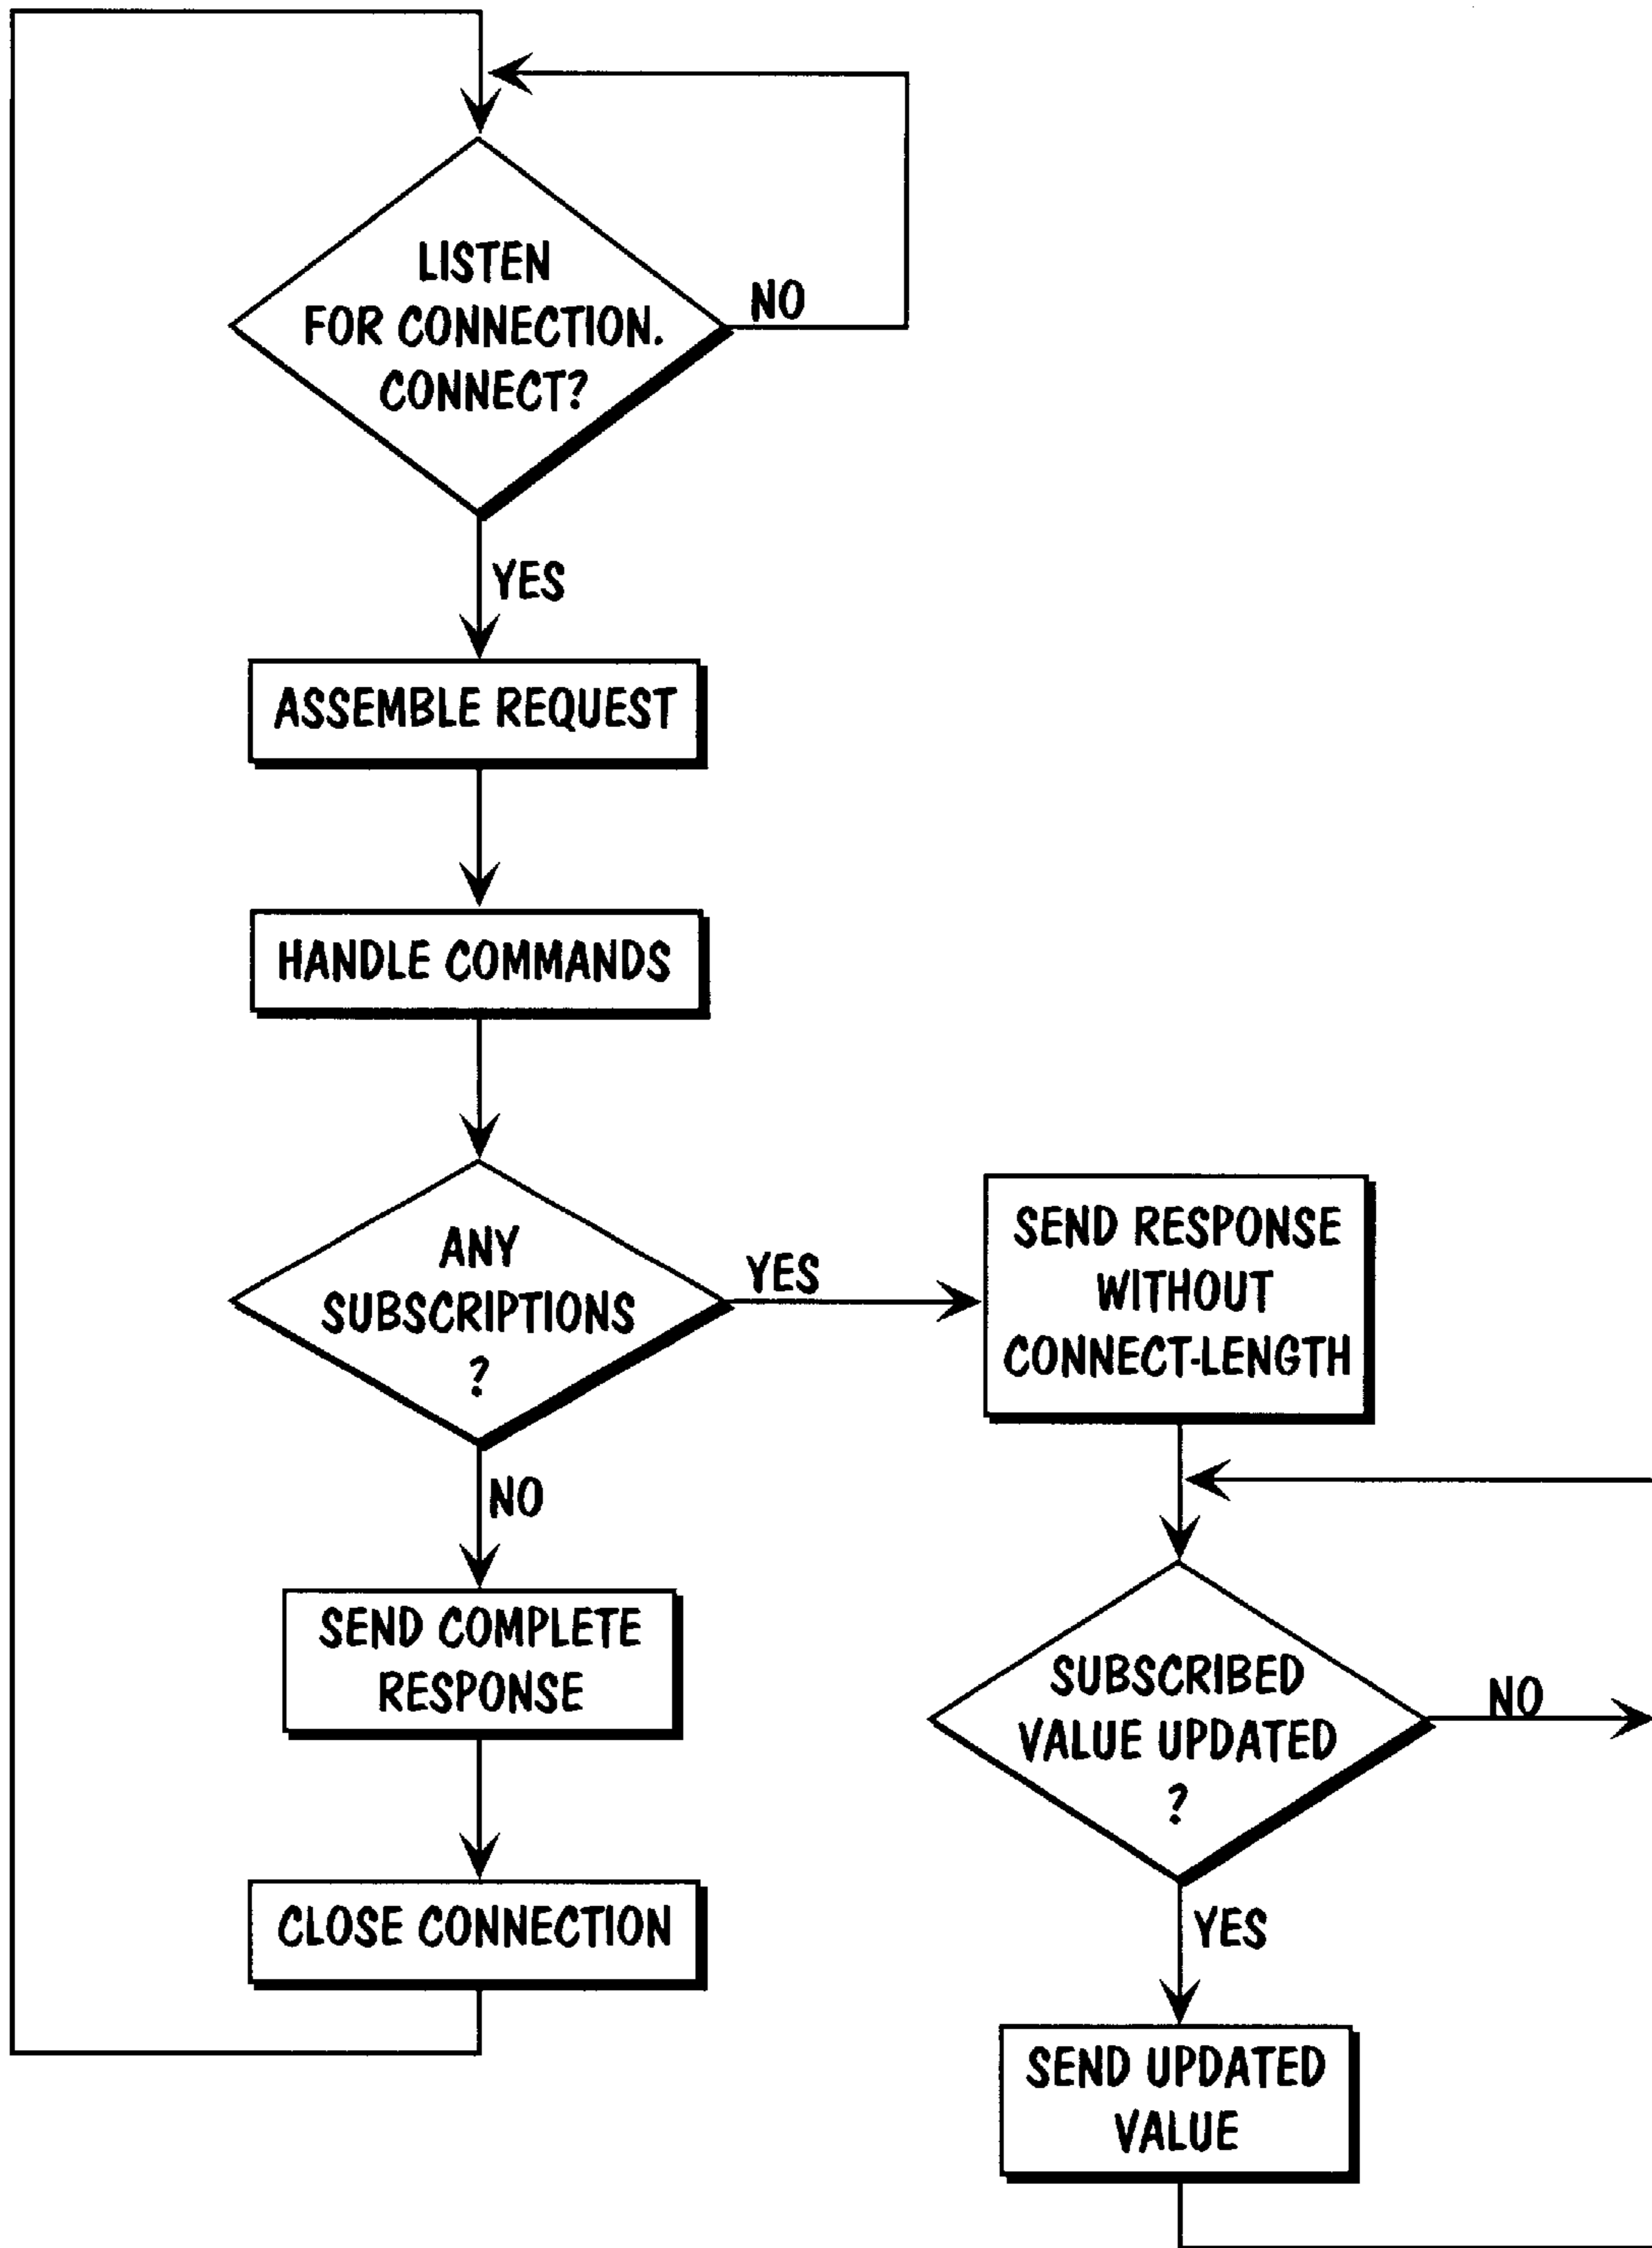 LISTEN
FOR CONNECTION.
CONNECT?
NO
YES
ASSEMBLE REQUEST
HANDLE COMMANDS
ANY
SUBSCRIPTIONS
?
YES
SEND RESPONSE
WITHOUT
CONNECT-LENGTH
NO
SEND COMPLETE
RESPONSE
SUBSCRIBED
VALUE UPDATED
?
NO
CLOSE CONNECTION
YES
SEND UPDATED
VALUE